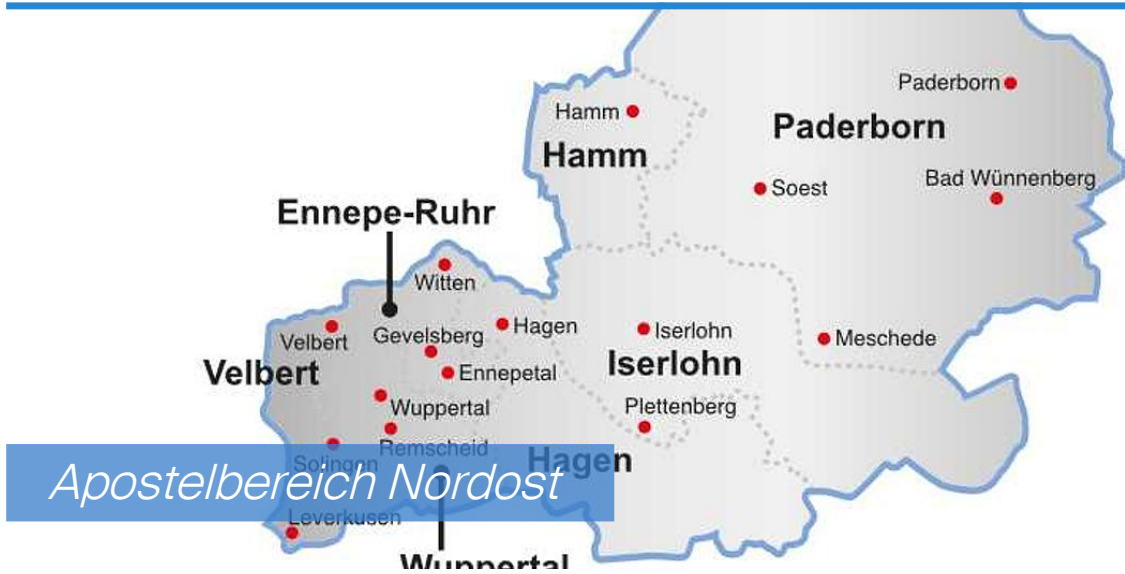 Paderborn
Hamm
Paderborn
Hamm
Bad Wünnenberg
Soest
Ennepe-Ruhr
Witten
Hagen
Iserlohn
Gevelsberg
Velbert
Meschede
Iserlohn
Velbert
Ennepetal
Plettenberg
Wuppertal
Remscheid
Hagen
Solingen
Apostelbereich Nordost
Leverkusen
Wuppertal